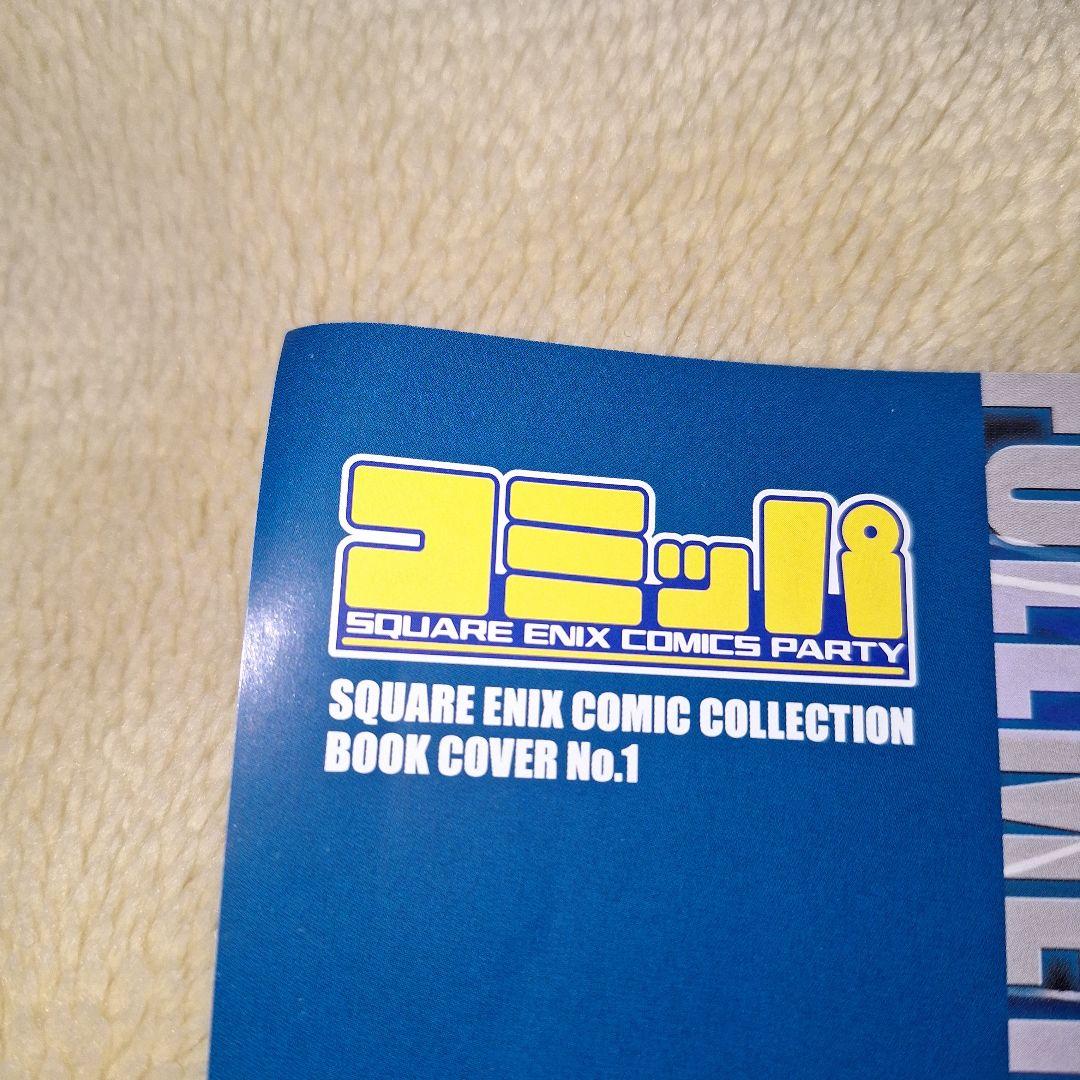 コミッパ
SQUARE ENIX COMICS PARTY
SQUARE ENIX COMIC COLLECTION
BOOK COVER No.1